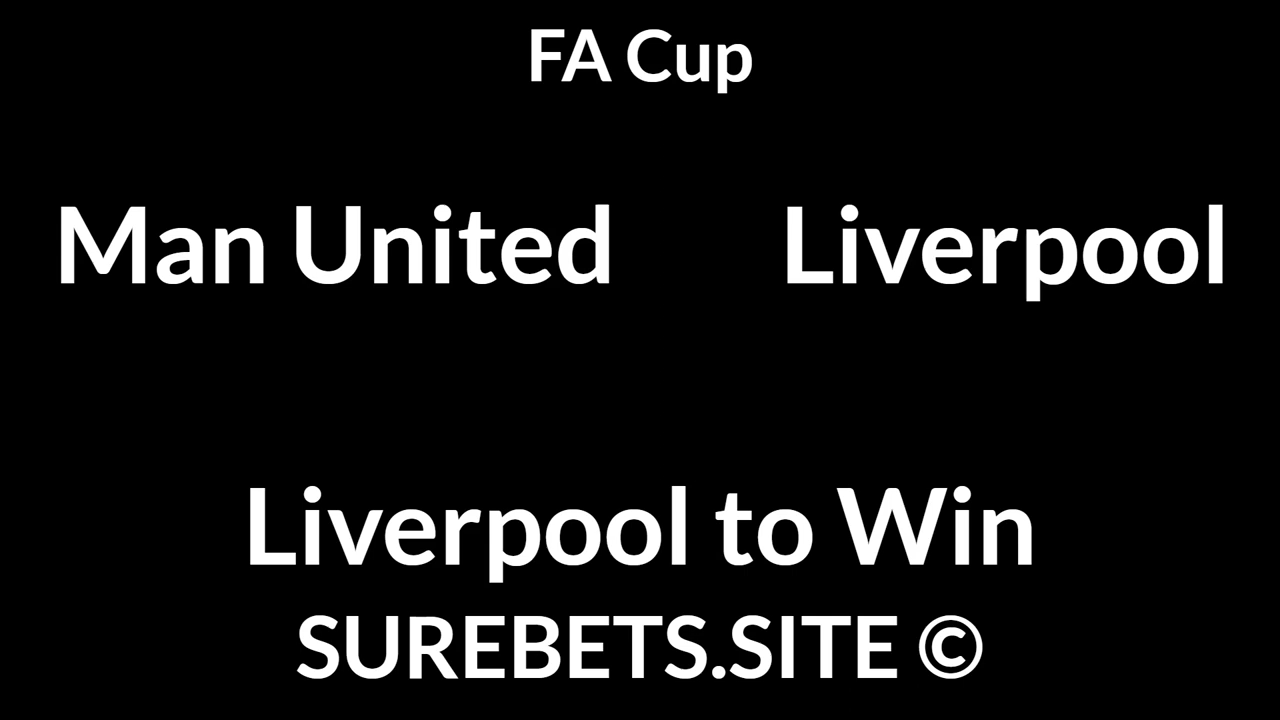 FA Cup
Man United Liverpool
Liverpool to Win
SUREBETS.SITE ©